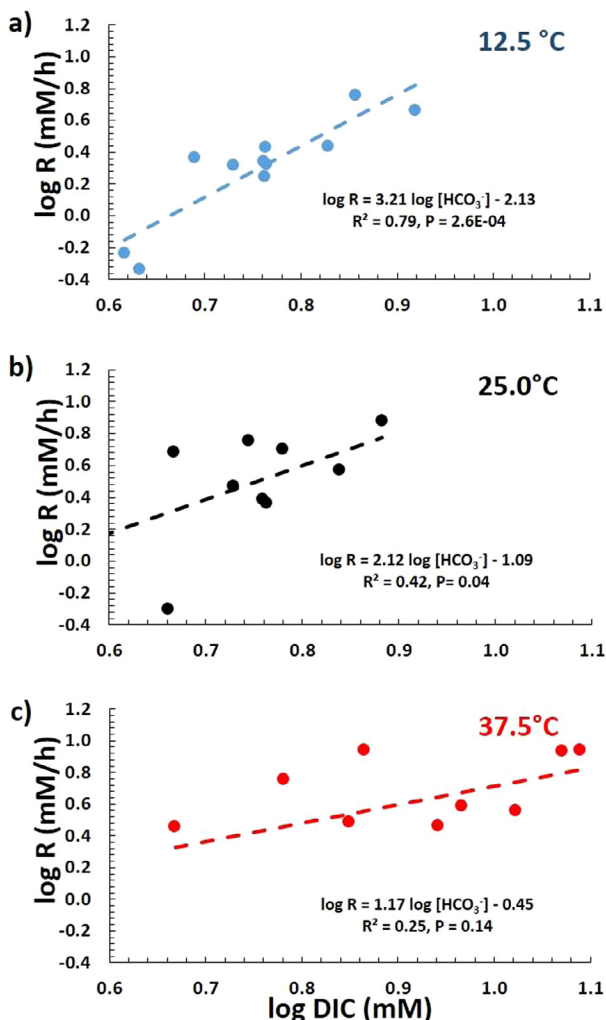 a)
12.5 °C
log R (mM/h)
1.2
1.0
0.8
0.6
0.4
0.2
0.0
-0.2
-0.4
log R = 3.21 log [HCO₃⁻] - 2.13
R² = 0.79, P = 2.6E-04
0.6 0.7 0.8 0.9 1.0 1.1
b)
25.0°C
log R (mM/h)
1.2
1.0
0.8
0.6
0.4
0.2
0.0
-0.2
-0.4
log R = 2.12 log [HCO₃⁻] - 1.09
R² = 0.42, P= 0.04
0.6 0.7 0.8 0.9 1.0 1.1
c)
37.5°C
log R (mM/h)
1.2
1.0
0.8
0.6
0.4
0.2
0.0
-0.2
-0.4
log R = 1.17 log [HCO₃⁻] - 0.45
R² = 0.25, P = 0.14
0.6 0.7 0.8 0.9 1.0 1.1
log DIC (mM)